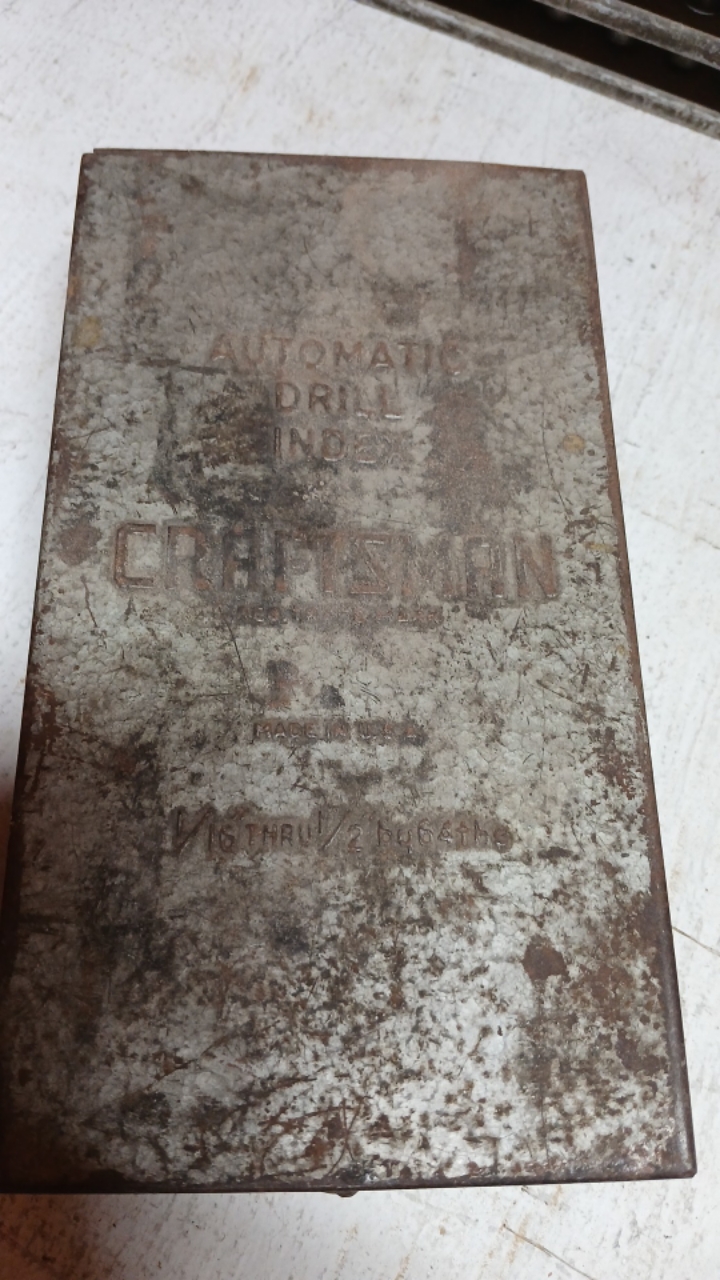 AUTOMATIC
DRILL
INDEX
CRAFTSMAN
MADE IN U.S.A.
1/16 THRU 1/2 by 64ths